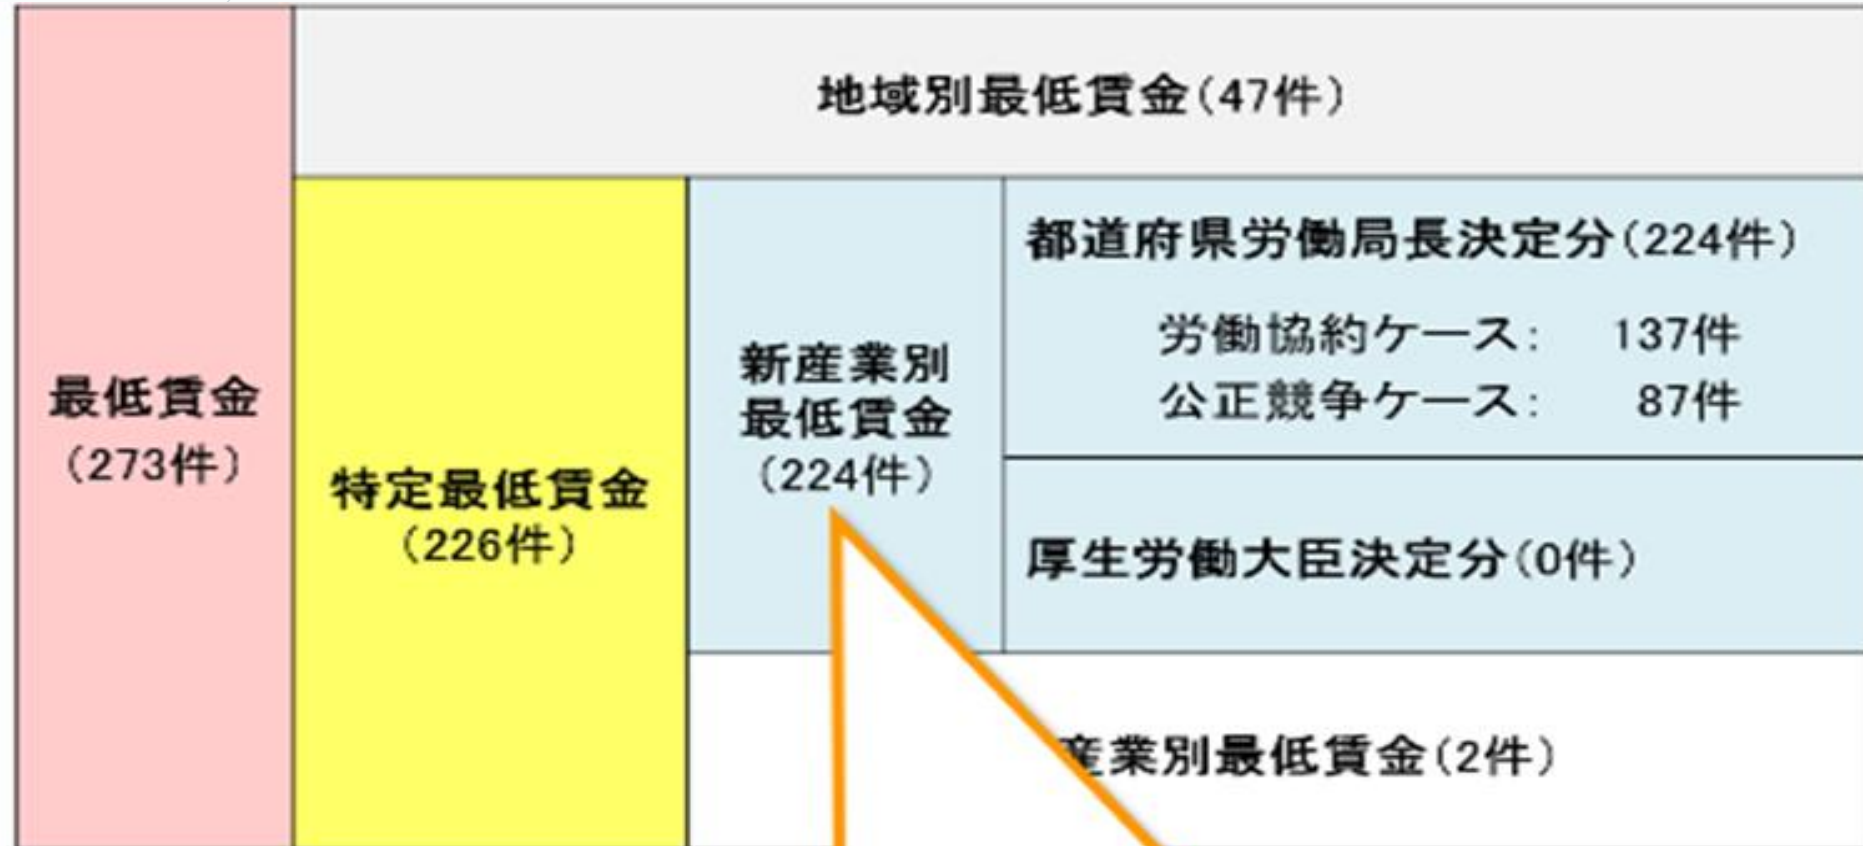 地域別最低賃金(47件)
最低賃金
(273件)
特定最低賃金
(226件)
新産業別
最低賃金
(224件)
都道府県労働局長決定分(224件)
労働協約ケース: 137件
公正競争ケース: 87件
厚生労働大臣決定分(0件)
産業別最低賃金(2件)